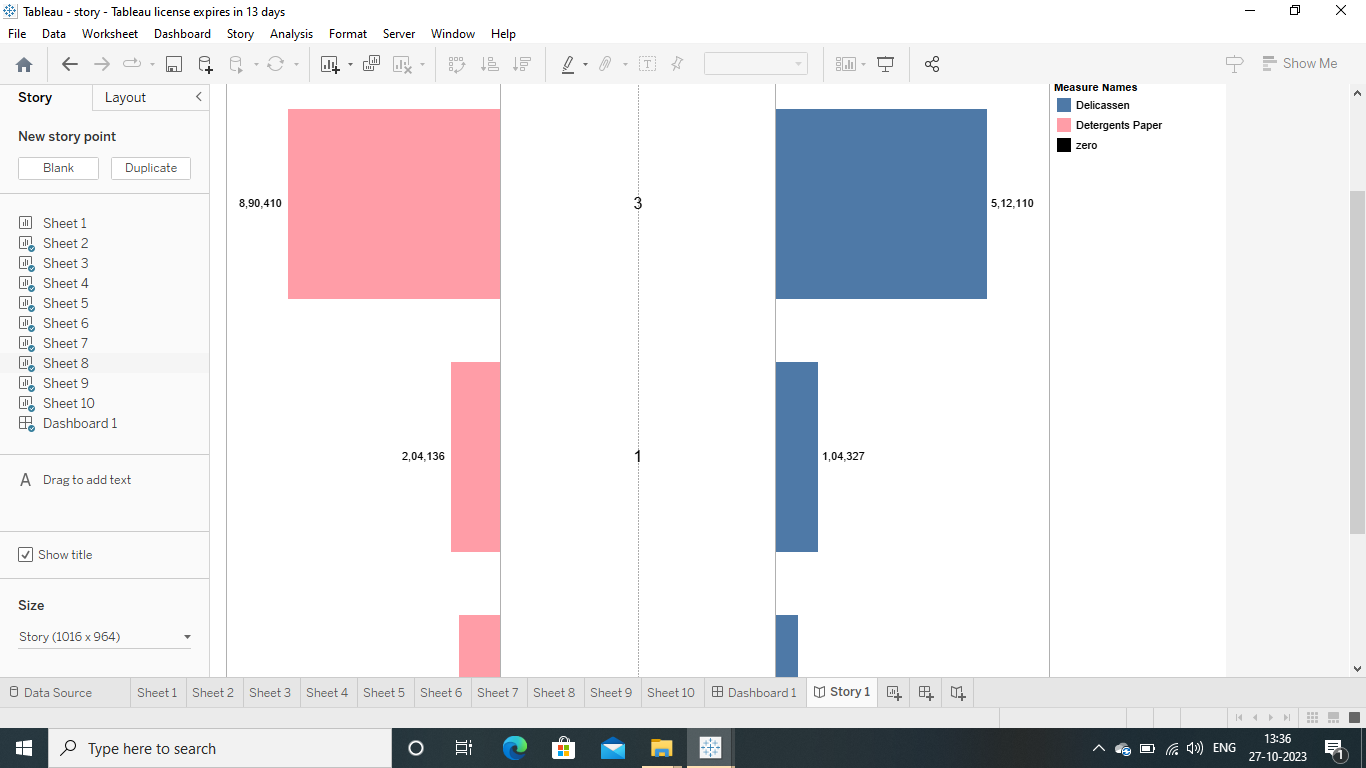 Tableau - story - Tableau license expires in 13 days
File Data Worksheet Dashboard Story Analysis Format Server Window Help
Show Me
Story Layout
New story point
Blank Duplicate
Sheet 1
Sheet 2
Sheet 3
Sheet 4
Sheet 5
Sheet 6
Sheet 7
Sheet 8
Sheet 9
Sheet 10
Dashboard 1
A Drag to add text
Show title
Size
Story (1016 x 964)
8,90,410 3 5,12,110
2,04,136 1 1,04,327
Measure Names
Delicassen
Detergents Paper
zero
Data Source Sheet 1 Sheet 2 Sheet 3 Sheet 4 Sheet 5 Sheet 6 Sheet 7 Sheet 8 Sheet 9 Sheet 10 Dashboard 1 Story 1
Type here to search
ENG
13:36
27-10-2023
1